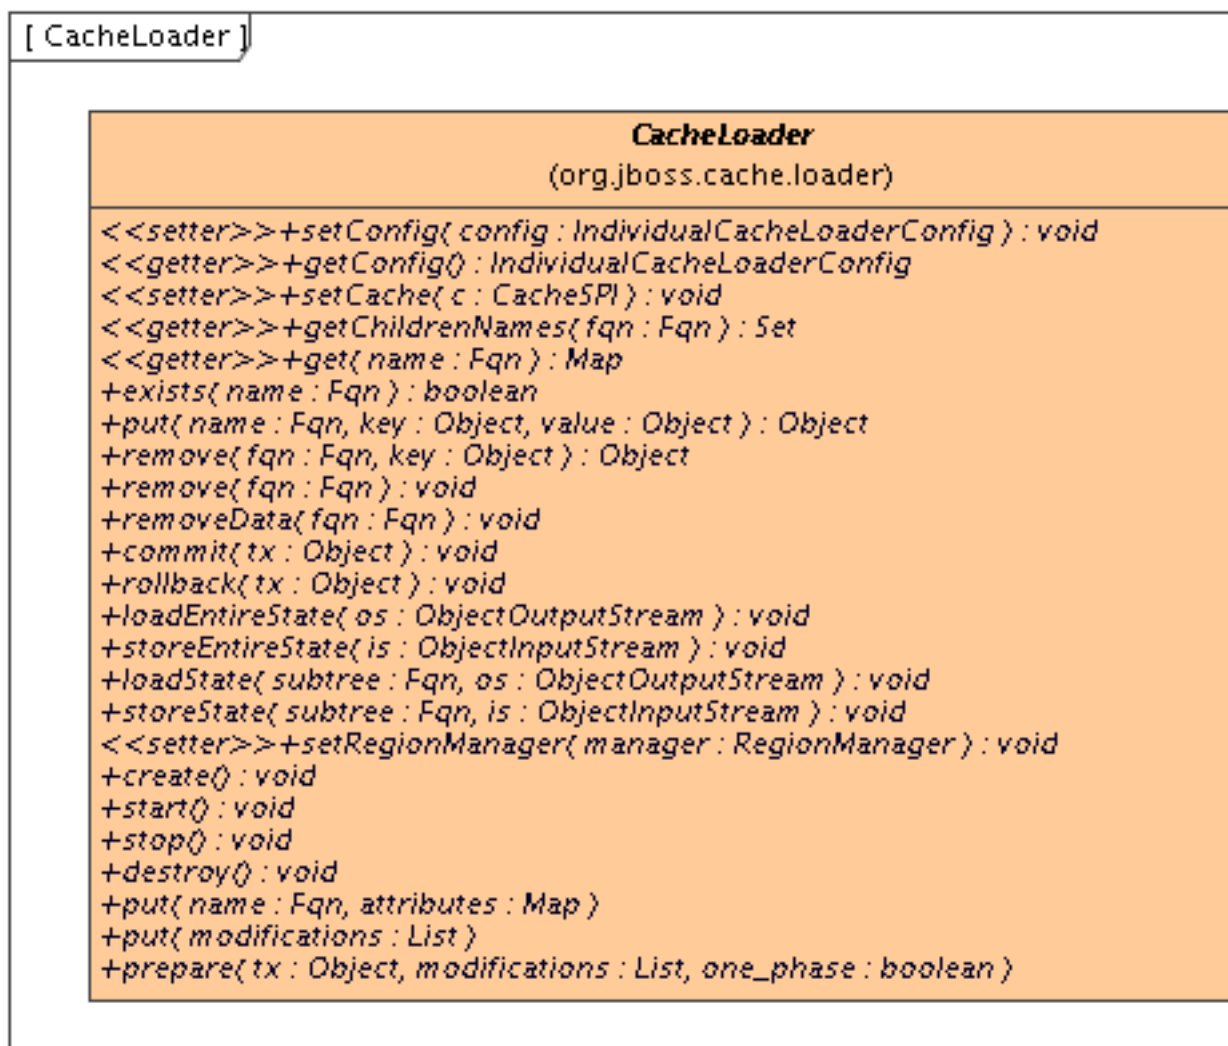 [ CacheLoader ]
CacheLoader
(org.jboss.cache.loader)
<<setter>>+setConfig( config : IndividualCacheLoaderConfig ) : void
<<getter>>+getConfig() : IndividualCacheLoaderConfig
<<setter>>+setCache( c : CacheSPI ) : void
<<getter>>+getChildrenNames( fqn : Fqn ) : Set
<<getter>>+get( name : Fqn ) : Map
+exists( name : Fqn ) : boolean
+put( name : Fqn, key : Object, value : Object ) : Object
+remove( fqn : Fqn, key : Object ) : Object
+remove( fqn : Fqn ) : void
+removeData( fqn : Fqn ) : void
+commit( tx : Object ) : void
+rollback( tx : Object ) : void
+loadEntireState( os : ObjectOutputStream ) : void
+storeEntireState( is : ObjectInputStream ) : void
+loadState( subtree : Fqn, os : ObjectOutputStream ) : void
+storeState( subtree : Fqn, is : ObjectInputStream ) : void
<<setter>>+setRegionManager( manager : RegionManager ) : void
+create() : void
+start() : void
+stop() : void
+destroy() : void
+put( name : Fqn, attributes : Map )
+put( modifications : List )
+prepare( tx : Object, modifications : List, one_phase : boolean )